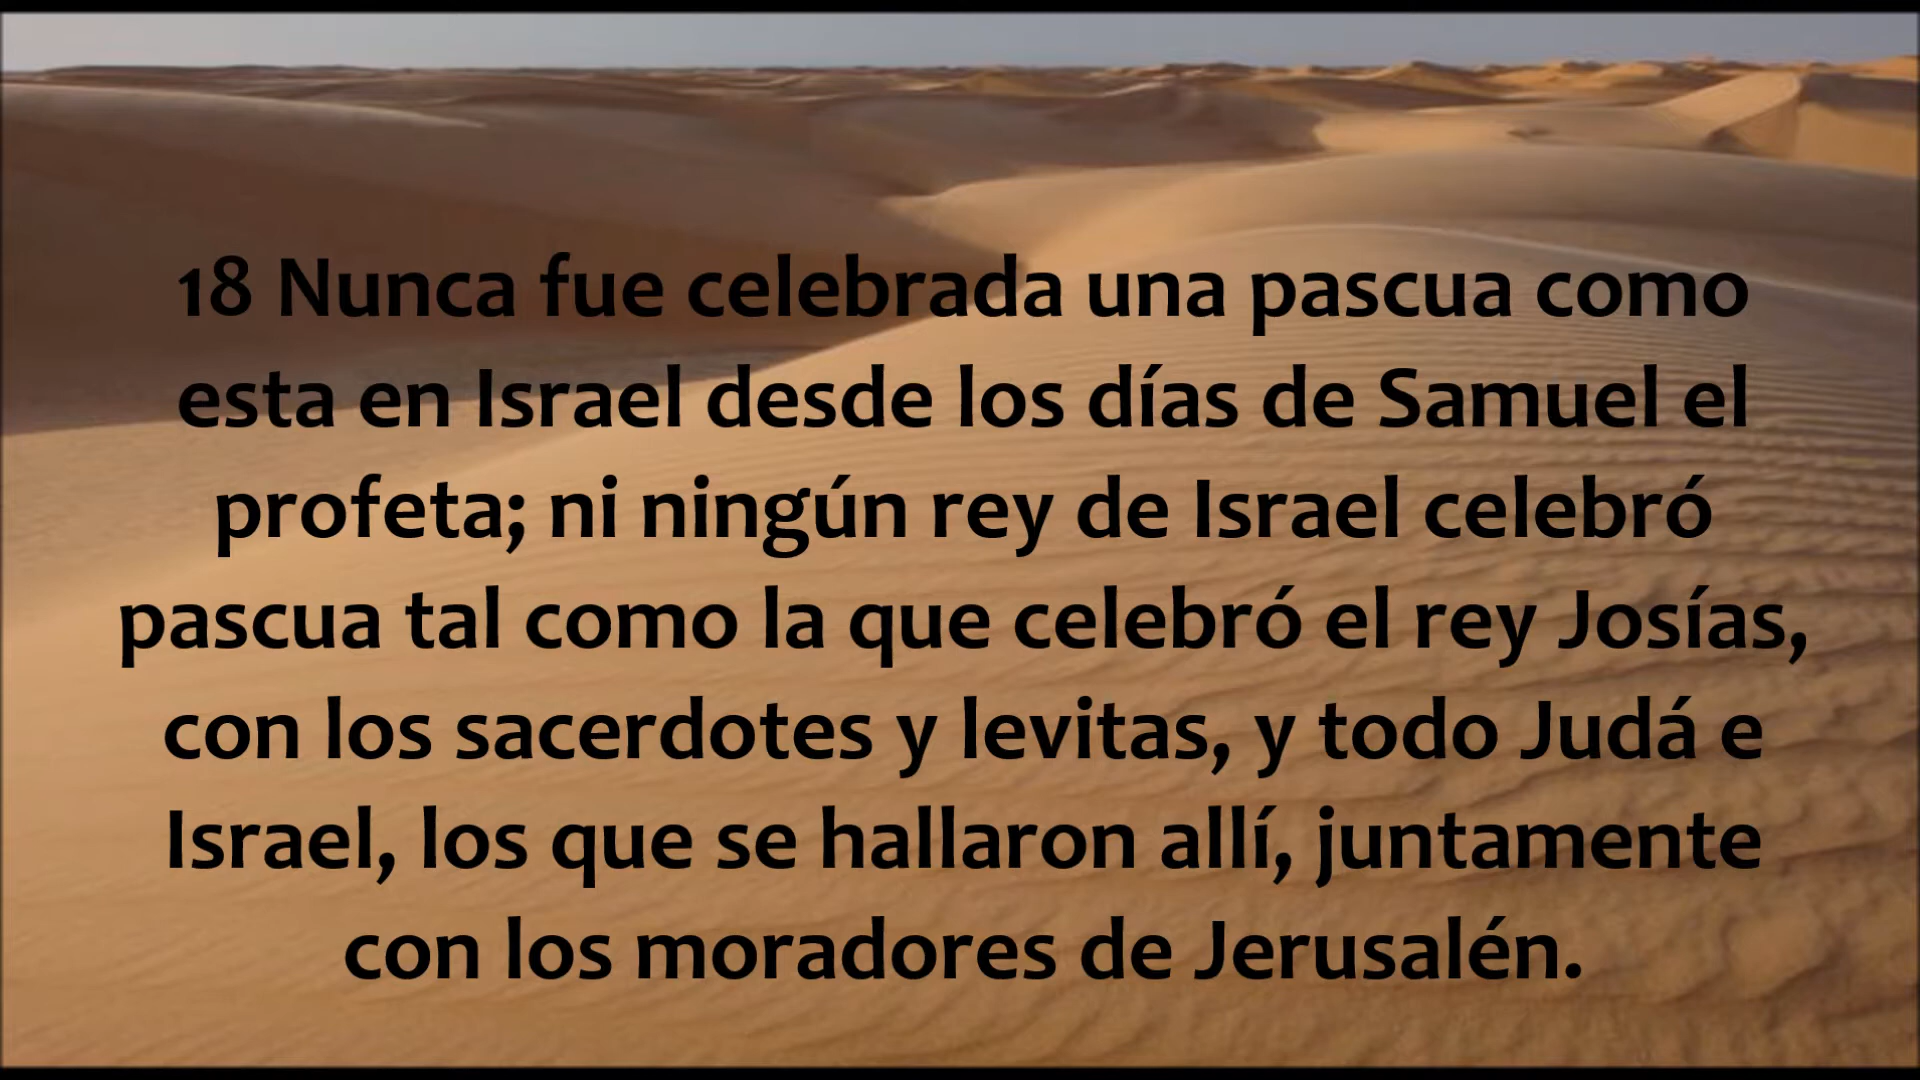 18 Nunca fue celebrada una pascua como
esta en Israel desde los días de Samuel el
profeta; ni ningún rey de Israel celebró
pascua tal como la que celebró el rey Josías,
con los sacerdotes y levitas, y todo Judá e
Israel, los que se hallaron allí, juntamente
con los moradores de Jerusalén.